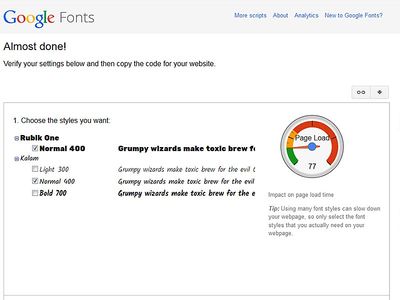 Google Fonts
More scripts About Analytics New to Google Fonts?
Almost done!
Verify your settings below and then copy the code for your website.
1. Choose the styles you want:
Rubik One
Normal 400 Grumpy wizards make toxic brew f
Kalam
Light 300 Grumpy wizards make toxic brew for the evil
Normal 400 Grumpy wizards make toxic brew for the evil
Bold 700 Grumpy wizards make toxic brew for the e
Page Load
77
Impact on page load time
Tip: Using many font styles can slow down
your webpage, so only select the font
styles that you actually need on your
webpage.